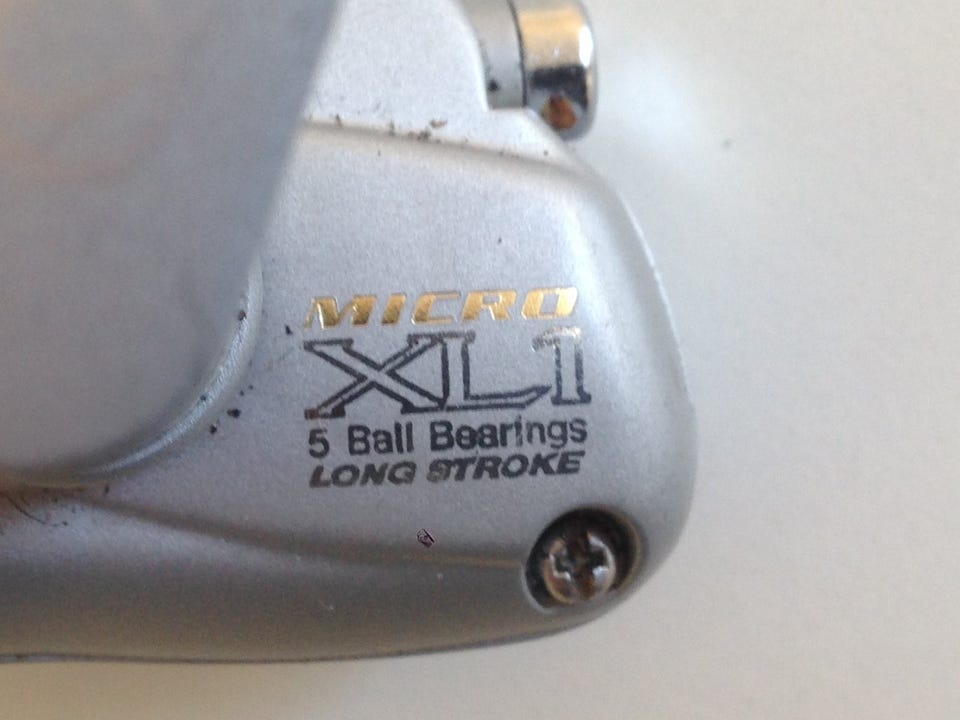 MICRO
XL1
5 Ball Bearings
LONG STROKE